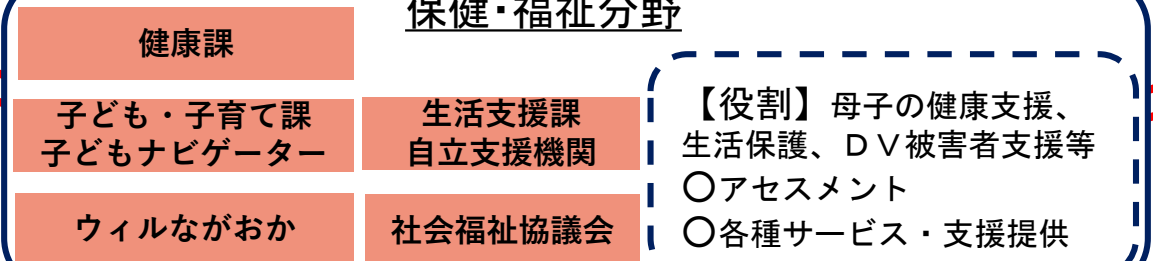 保健・福祉分野
健康課
子ども・子育て課
子どもナビゲーター
生活支援課
自立支援機関
ウィルながおか
社会福祉協議会
【役割】母子の健康支援、
生活保護、ＤＶ被害者支援等
〇アセスメント
〇各種サービス・支援提供